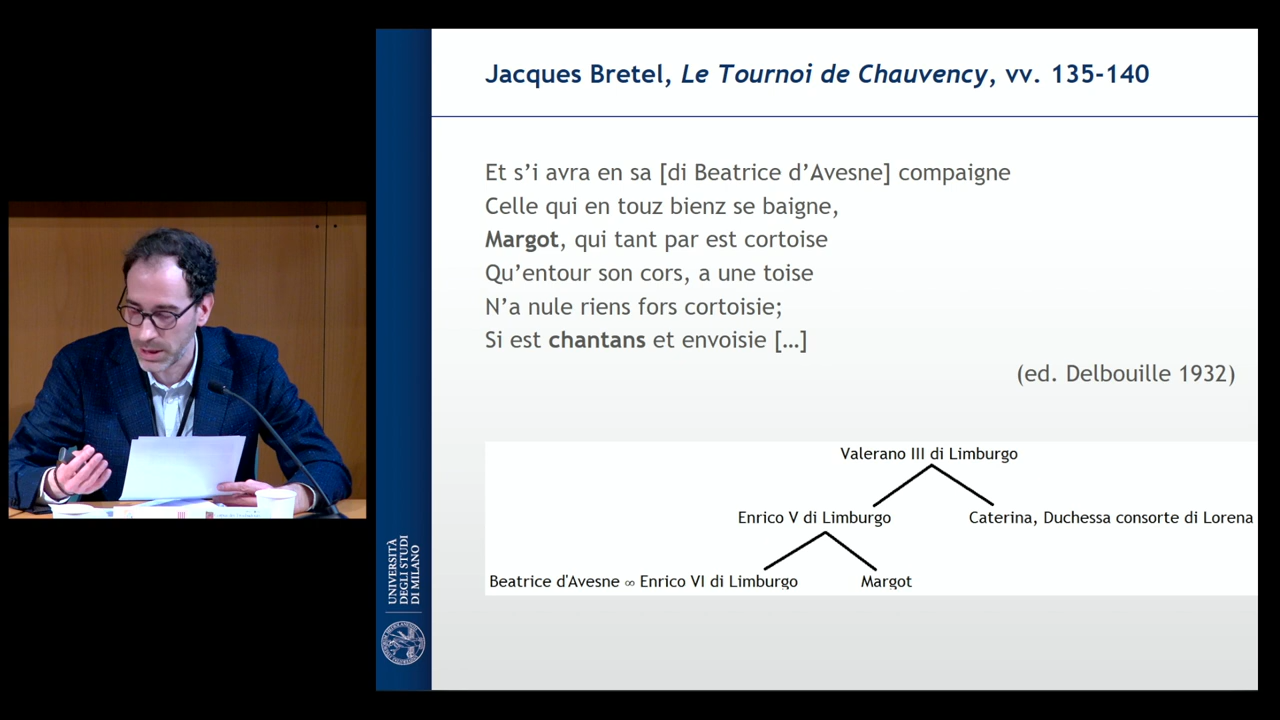 Jacques Bretel, Le Tournoi de Chauvency, vv. 135-140
Et s’i avra en sa [di Beatrice d’Avesne] compaigne
Celle qui en touz bienz se baigne,
Margot, qui tant par est cortoise
Qu’entour son cors, a une toise
N’a nule riens fors cortoisie;
Si est chantans et envoisie […]
(ed. Delbouille 1932)
Valerano III di Limburgo
Enrico V di Limburgo
Caterina, Duchessa consorte di Lorena
Beatrice d'Avesne ∞ Enrico VI di Limburgo
Margot
UNIVERSITÀ
DEGLI STUDI
DI MILANO